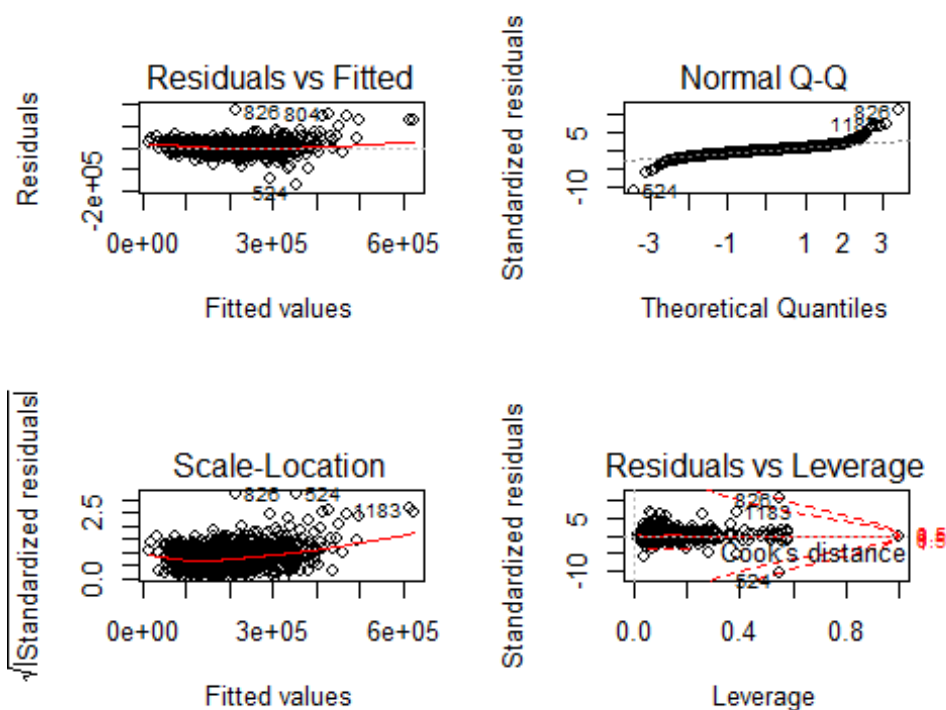 Residuals vs Fitted
Residuals
-2e+05
826
804
524
0e+00 3e+05 6e+05
Fitted values
Normal Q-Q
Standardized residuals
-10 5
826
524
-3 -1 1 2 3
Theoretical Quantiles
Scale-Location
√|Standardized residuals|
0.0 2.5
826 524
1183
0e+00 3e+05 6e+05
Fitted values
Residuals vs Leverage
Standardized residuals
-10 5
826
1183
Cook's distance
524
0.0 0.4 0.8
Leverage